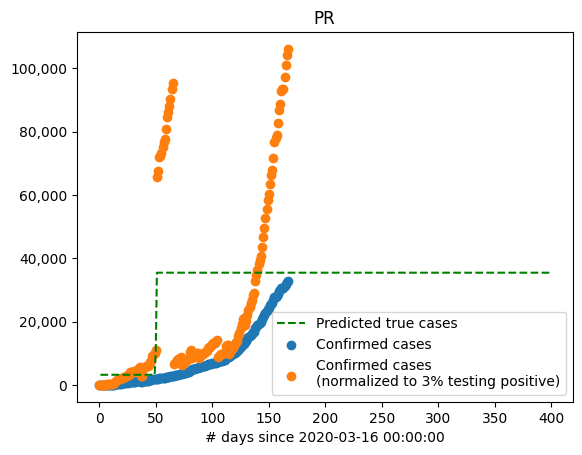 PR
100,000
80,000
60,000
40,000
20,000
0
Predicted true cases
Confirmed cases
Confirmed cases
(normalized to 3% testing positive)
0 50 100 150 200 250 300 350 400
# days since 2020-03-16 00:00:00